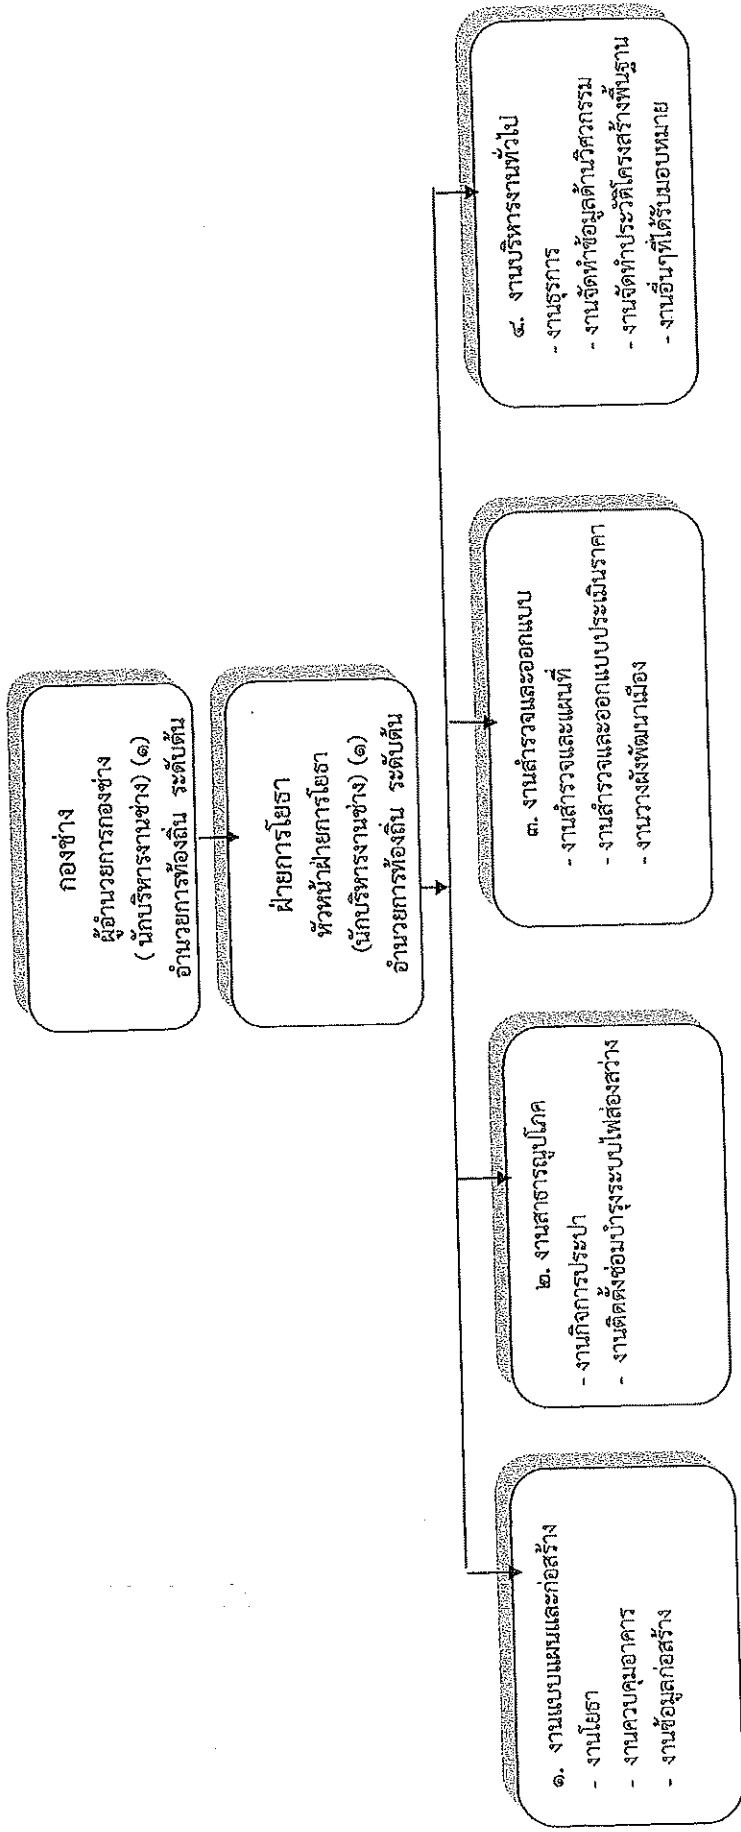 กองช่าง
ผู้อำนวยการกองช่าง
( นักบริหารงานช่าง) (๑)
อำนวยการท้องถิ่น ระดับต้น
ฝ่ายการโยธา
หัวหน้าฝ่ายการโยธา
(นักบริหารงานช่าง) (๑)
อำนวยการท้องถิ่น ระดับต้น
๑. งานแบบแผนและก่อสร้าง
- งานโยธา
- งานควบคุมอาคาร
- งานข้อมูลก่อสร้าง
๒. งานสาธารณูปโภค
- งานกิจการประปา
- งานติดตั้งซ่อมบำรุงระบบไฟส่องสว่าง
๓. งานสำรวจและออกแบบ
- งานสำรวจและแผนที่
- งานสำรวจและออกแบบประเมินราคา
- งานวางผังพัฒนาเมือง
๔. งานบริหารงานทั่วไป
- งานธุรการ
- งานจัดทำข้อมูลด้านวิศวกรรม
- งานจัดทำประวัติโครงสร้างพื้นฐาน
- งานอื่นๆที่ได้รับมอบหมาย